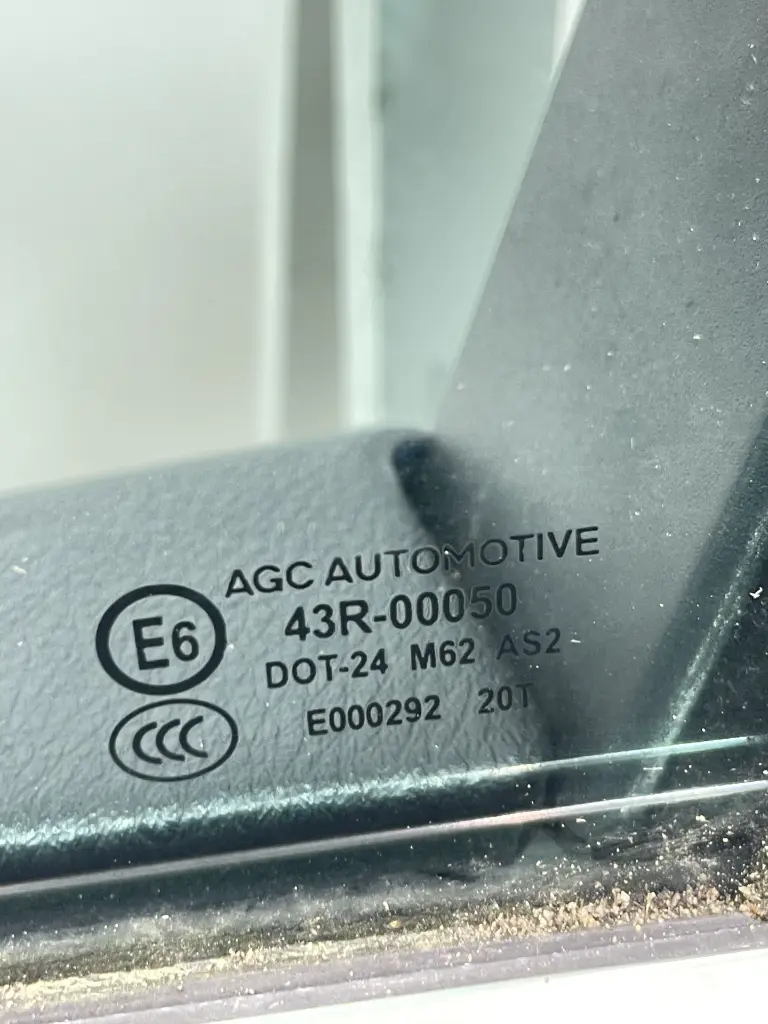 AGC AUTOMOTIVE
E6 43R-00050
DOT-24 M62 AS2
CCC E000292 20T